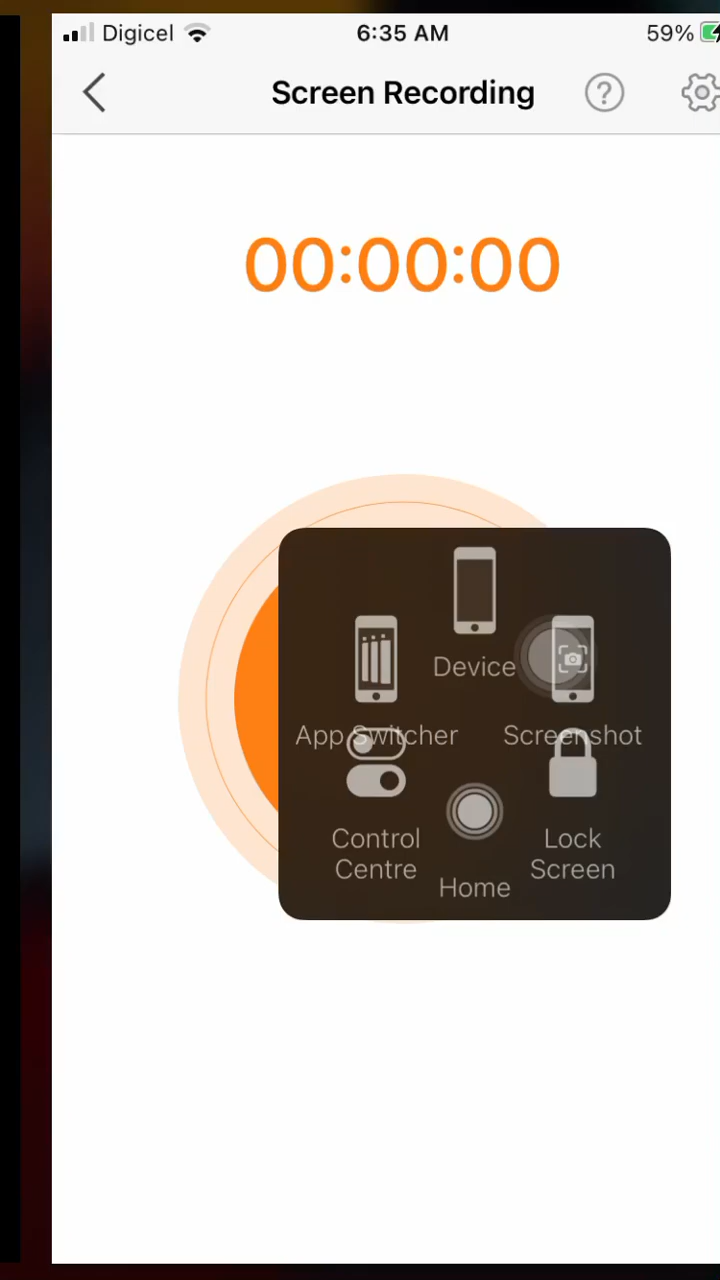 Digicel 6:35 AM 59%
Screen Recording ?
00:00:00
Device
App Switcher Screenshot
Control Centre
Lock Screen
Home